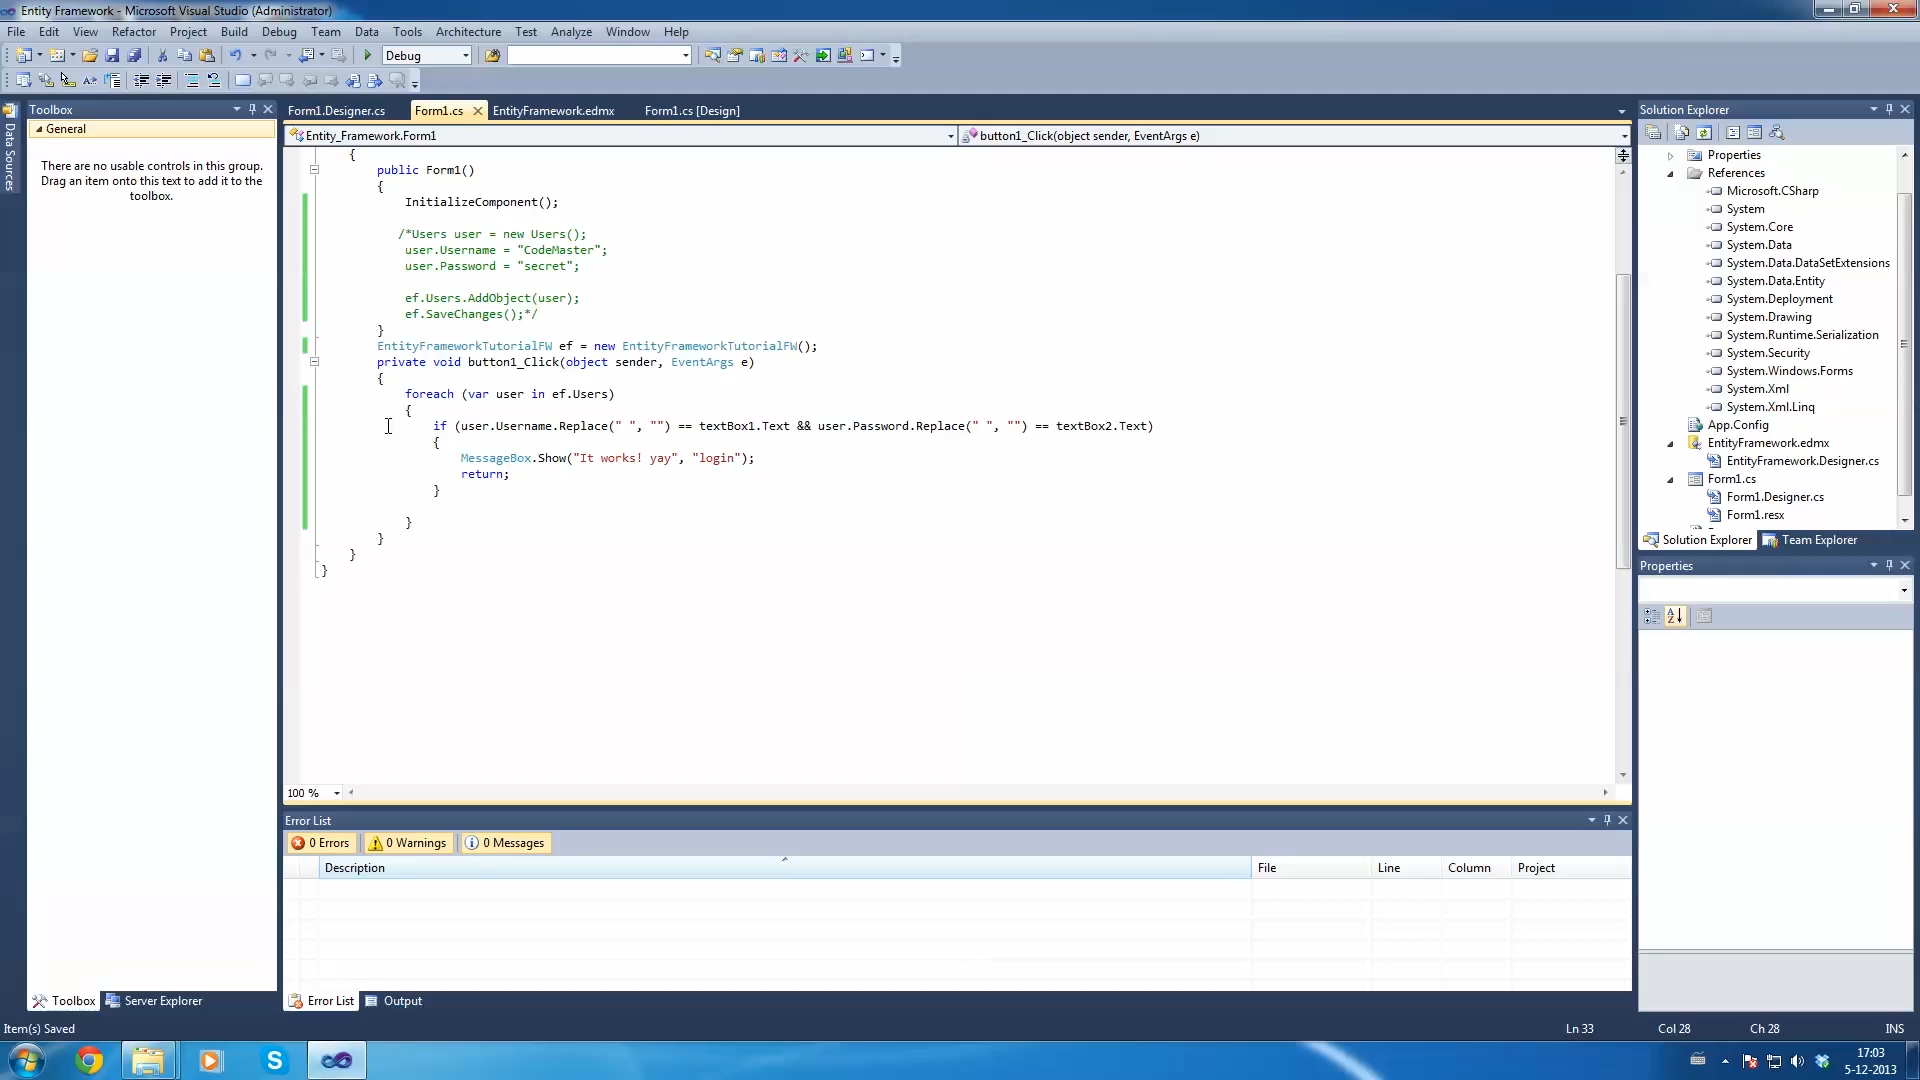 Entity Framework - Microsoft Visual Studio (Administrator)
File Edit View Refactor Project Build Debug Team Data Tools Architecture Test Analyze Window Help
Debug
Toolbox
General
There are no usable controls in this group.
Drag an item onto this text to add it to the
toolbox.
Data Sources
Form1.Designer.cs Form1.cs EntityFramework.edmx Form1.cs [Design]
Entity_Framework.Form1 button1_Click(object sender, EventArgs e)
{
public Form1()
{
InitializeComponent();
/*Users user = new Users();
user.Username = "CodeMaster";
user.Password = "secret";
ef.Users.AddObject(user);
ef.SaveChanges();*/
}
EntityFrameworkTutorialFW ef = new EntityFrameworkTutorialFW();
private void button1_Click(object sender, EventArgs e)
{
foreach (var user in ef.Users)
{
if (user.Username.Replace(" ", "") == textBox1.Text && user.Password.Replace(" ", "") == textBox2.Text)
{
MessageBox.Show("It works! yay", "login");
return;
}
}
}
}
}
100 %
Error List
0 Errors 0 Warnings 0 Messages
Description File Line Column Project
Error List Output
Toolbox Server Explorer
Solution Explorer
Properties
References
Microsoft.CSharp
System
System.Core
System.Data
System.Data.DataSetExtensions
System.Data.Entity
System.Deployment
System.Drawing
System.Runtime.Serialization
System.Security
System.Windows.Forms
System.Xml
System.Xml.Linq
App.Config
EntityFramework.edmx
EntityFramework.Designer.cs
Form1.cs
Form1.Designer.cs
Form1.resx
Solution Explorer Team Explorer
Properties
Item(s) Saved Ln 33 Col 28 Ch 28 INS
17:03
5-12-2013